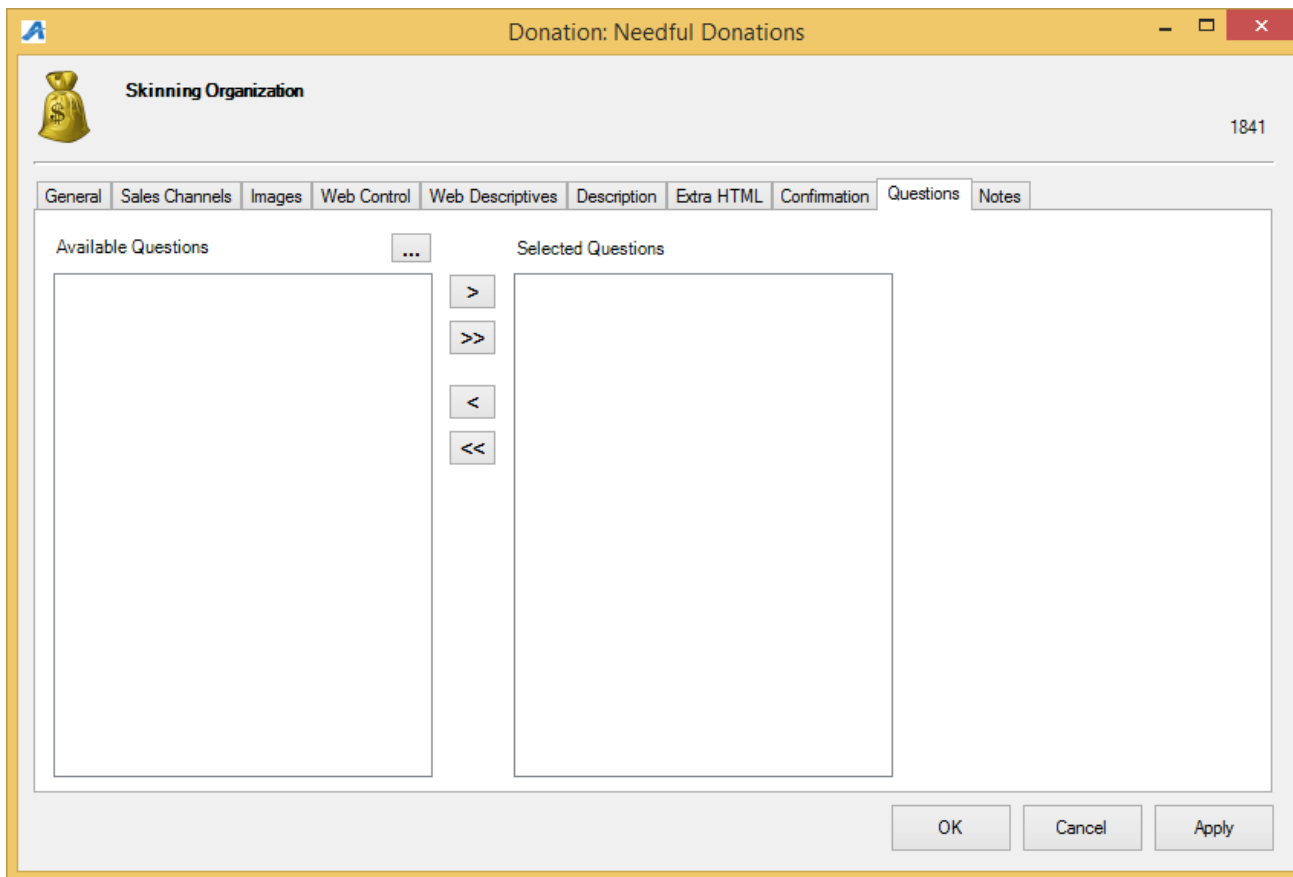 Donation: Needful Donations
Skinning Organization
$
1841
General Sales Channels Images Web Control Web Descriptives Description Extra HTML Confirmation Questions Notes
Available Questions ... Selected Questions
>
>>
<
<<
OK Cancel Apply